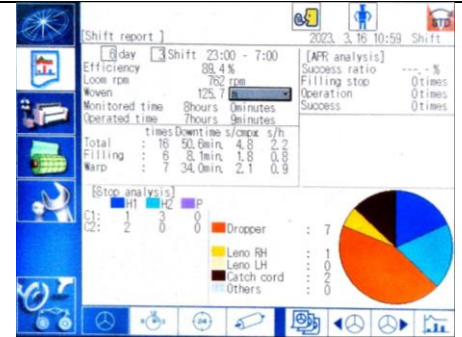 STD
[Shift report ]
2023. 3.16 10:59 Shift
6 day 3 Shift 23:00 - 7:00
Efficiency 89.4 %
Loom rpm 762 rpm
Woven 125.7 m
Monitored time 8hours 0minutes
Operated time 7hours 9minutes
[APR analysis]
Success ratio ---.- %
Filling stop 0times
Operation 0times
Success 0times
times Downtime s/cmpx s/h
Total : 16 50.6min. 4.8 2.2
Filling : 6 8.1min. 1.8 0.8
Warp : 7 34.0min. 2.1 0.9
[Stop analysis]
H1 H2 P
C1: 1 3 0
C2: 2 0 0
Dropper : 7
Leno RH : 1
Leno LH : 0
Catch cord : 2
Others : 0